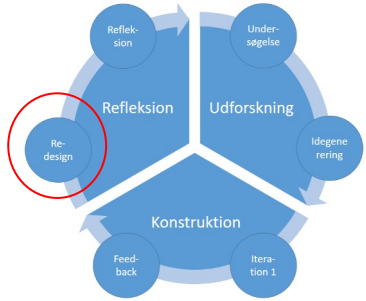 Reflek-
sion
Under-
søgelse
Refleksion
Udforskning
Re-
design
Idegene
rering
Konstruktion
Feed-
back
Itera-
tion 1